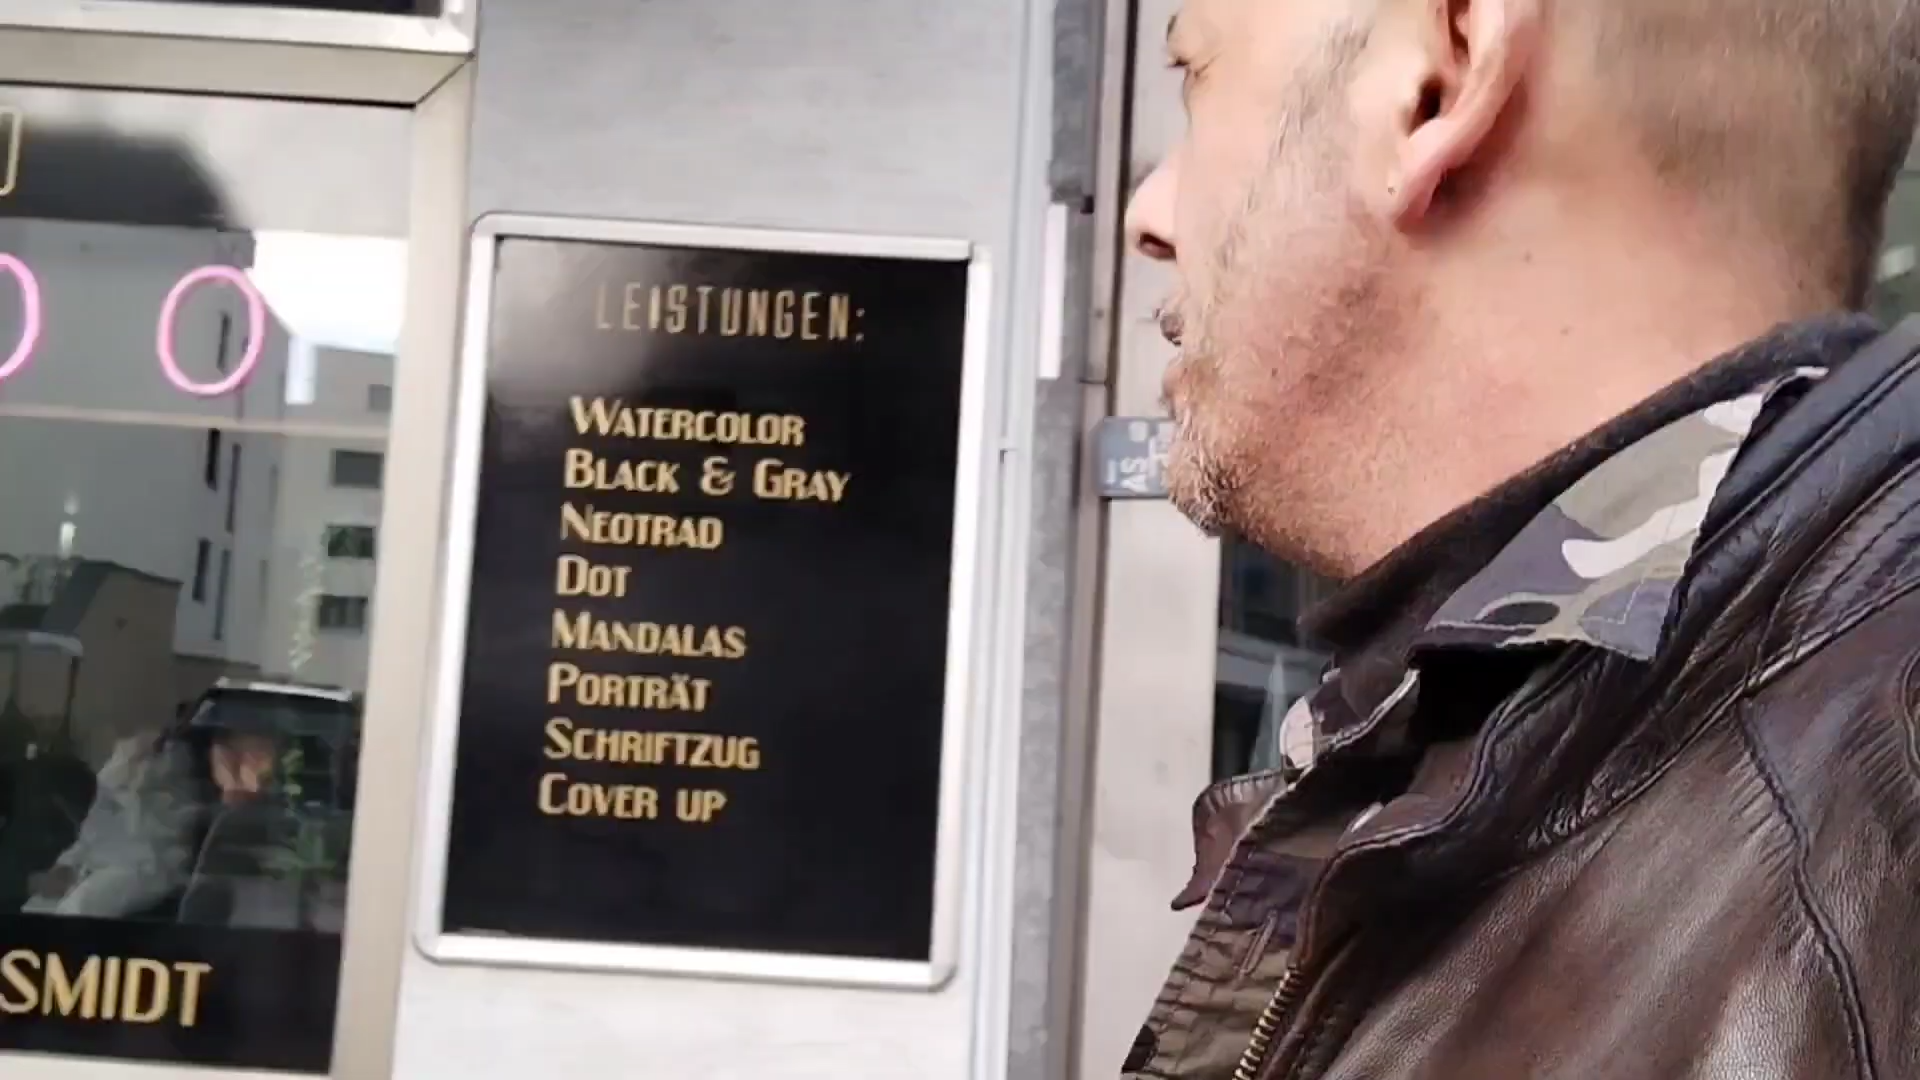 O O
LEISTUNGEN:
WATERCOLOR
BLACK & GRAY
NEOTRAD
DOT
MANDALAS
PORTRÄT
SCHRIFTZUG
COVER UP
SMIDT